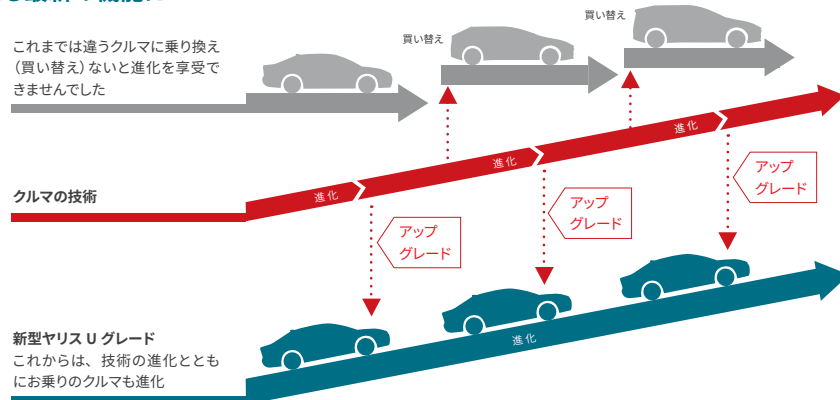 これまでは違うクルマに乗り換え
（買い替え）ないと進化を享受で
きませんでした
買い替え
買い替え
クルマの技術
進化
進化
進化
アップ
グレード
アップ
グレード
アップ
グレード
新型ヤリス U グレード
これからは、技術の進化ととも
にお乗りのクルマも進化
進化